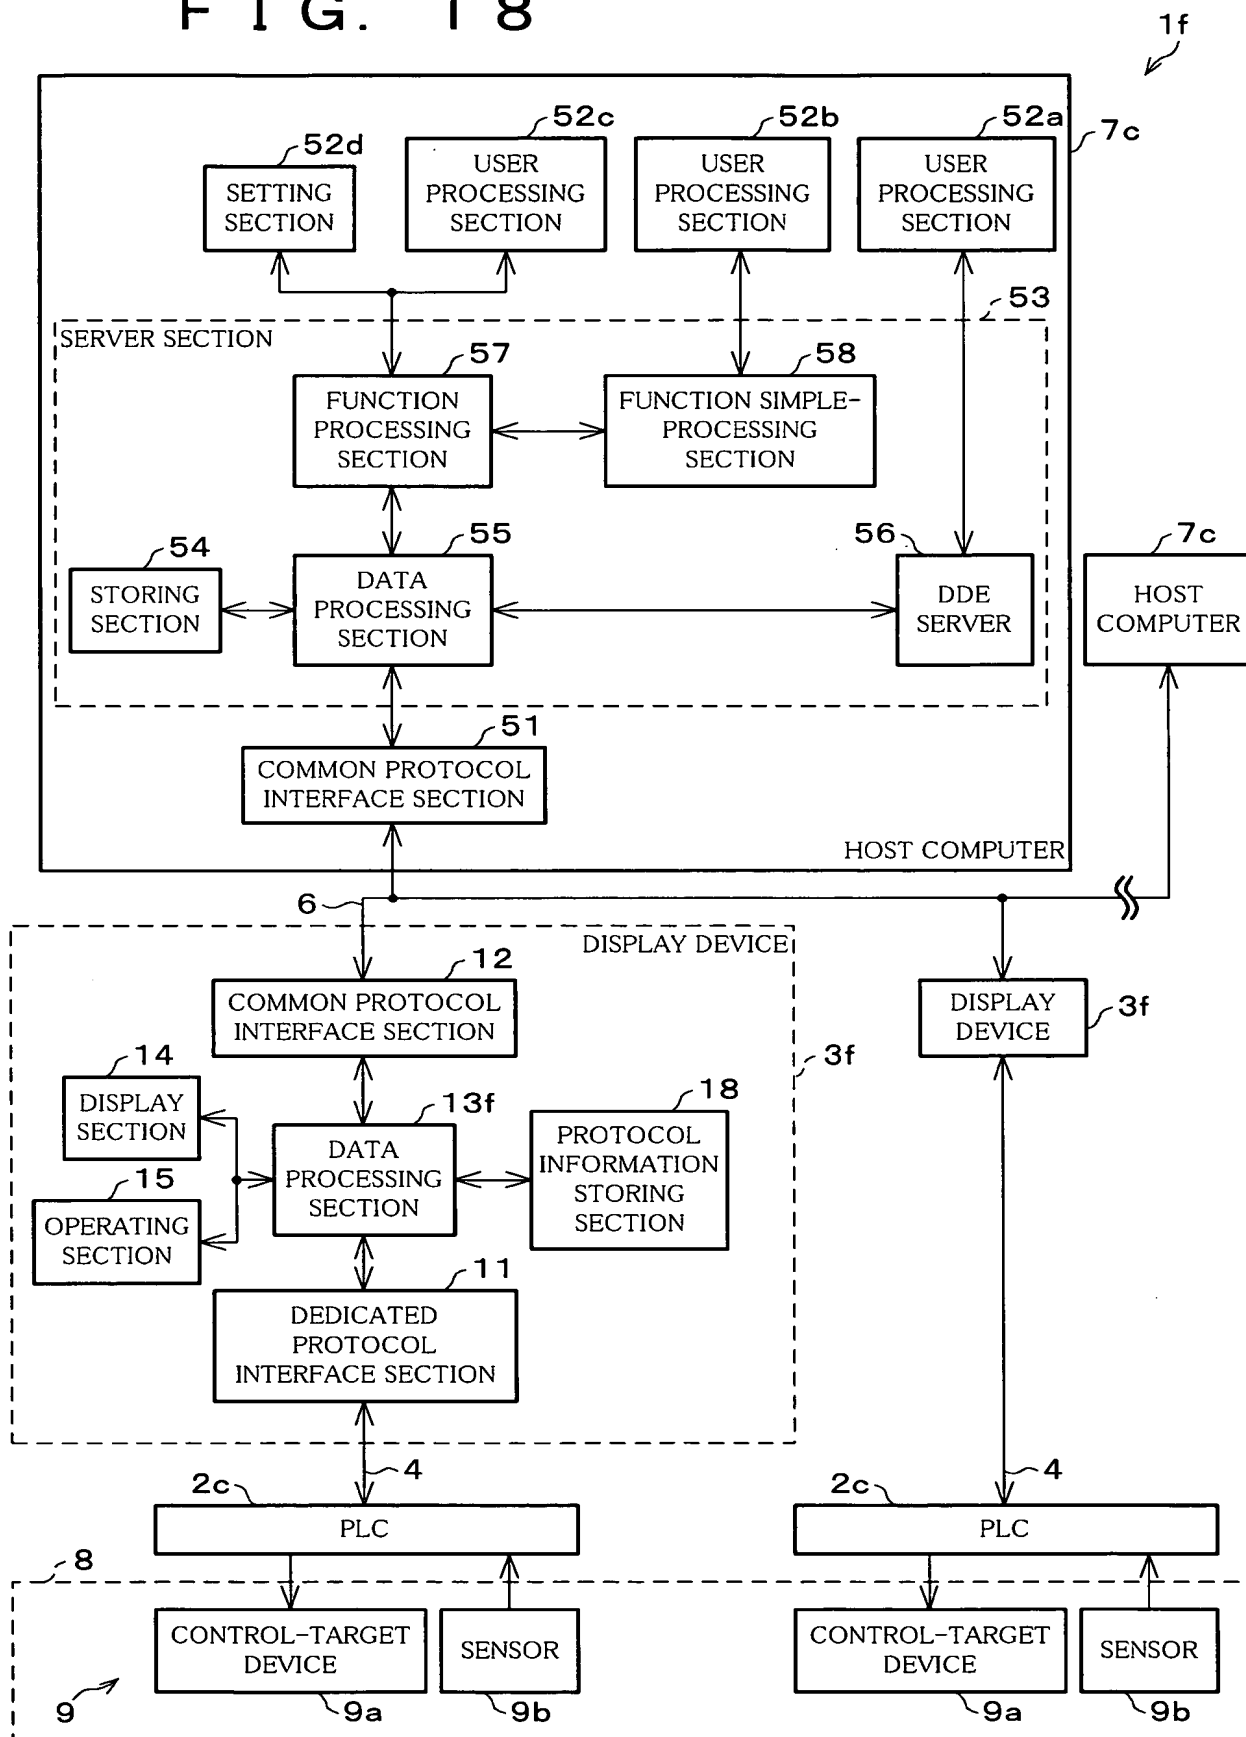 FIG. 18
1f
7c
52d
52c
52b
52a
SETTING
SECTION
USER
PROCESSING
SECTION
USER
PROCESSING
SECTION
USER
PROCESSING
SECTION
53
SERVER SECTION
57
58
FUNCTION
PROCESSING
SECTION
FUNCTION SIMPLE-
PROCESSING
SECTION
54
55
56
7c
STORING
SECTION
DATA
PROCESSING
SECTION
DDE
SERVER
HOST
COMPUTER
51
COMMON PROTOCOL
INTERFACE SECTION
HOST COMPUTER
6
DISPLAY DEVICE
12
COMMON PROTOCOL
INTERFACE SECTION
DISPLAY
DEVICE
3f
3f
14
DISPLAY
SECTION
13f
DATA
PROCESSING
SECTION
18
PROTOCOL
INFORMATION
STORING
SECTION
15
OPERATING
SECTION
11
DEDICATED
PROTOCOL
INTERFACE SECTION
4
4
2c
PLC
2c
PLC
8
CONTROL-TARGET
DEVICE
SENSOR
CONTROL-TARGET
DEVICE
SENSOR
9
9a
9b
9a
9b